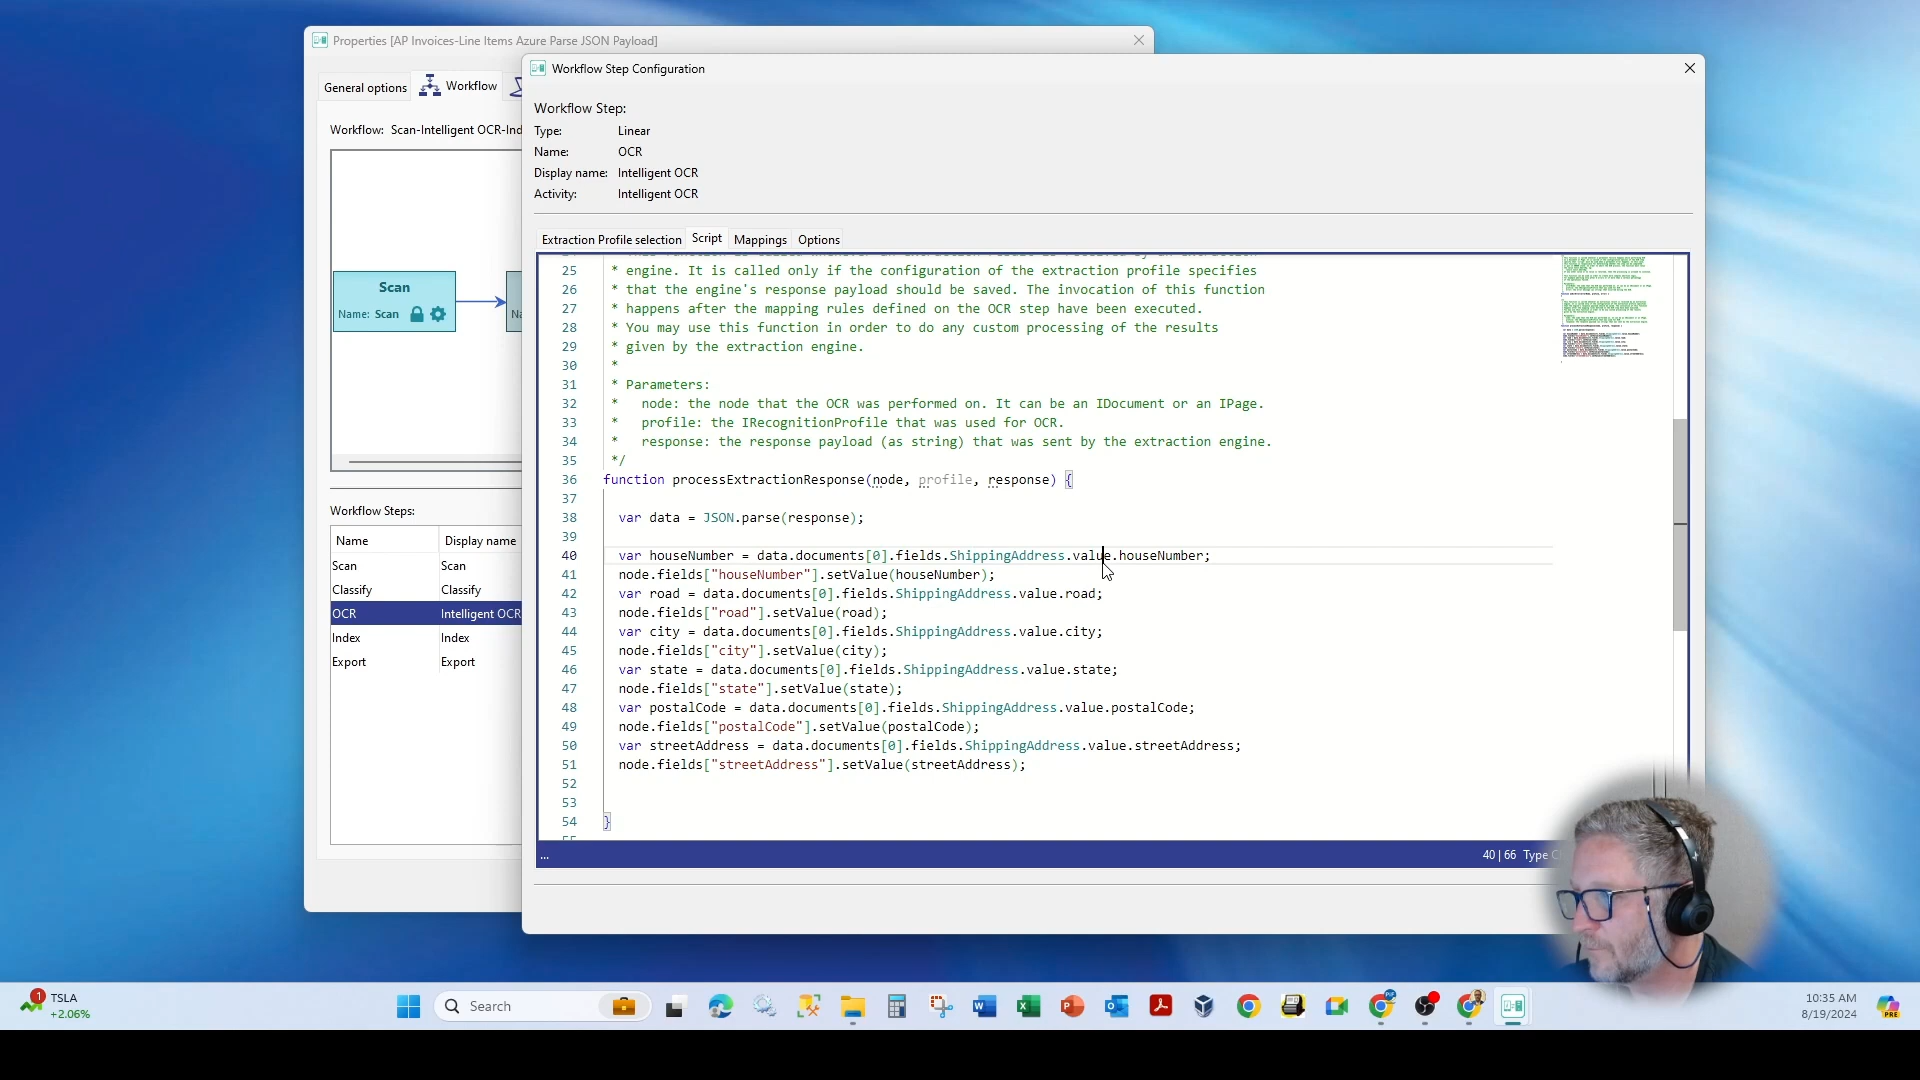 Properties [AP Invoices-Line Items Azure Parse JSON Payload]
General options
Workflow
Workflow: Scan-Intelligent OCR-Ind
Scan
Name: Scan
Workflow Steps:
Name Display name
Scan Scan
Classify Classify
OCR Intelligent OCR
Index Index
Export Export
Workflow Step Configuration
Workflow Step:
Type: Linear
Name: OCR
Display name: Intelligent OCR
Activity: Intelligent OCR
Extraction Profile selection Script Mappings Options
25 * engine. It is called only if the configuration of the extraction profile specifies
26 * that the engine's response payload should be saved. The invocation of this function
27 * happens after the mapping rules defined on the OCR step have been executed.
28 * You may use this function in order to do any custom processing of the results
29 * given by the extraction engine.
30 *
31 * Parameters:
32 * node: the node that the OCR was performed on. It can be an IDocument or an IPage.
33 * profile: the IRecognitionProfile that was used for OCR.
34 * response: the response payload (as string) that was sent by the extraction engine.
35 */
36 function processExtractionResponse(node, profile, response) {
37
38 var data = JSON.parse(response);
39
40 var houseNumber = data.documents[0].fields.ShippingAddress.value.houseNumber;
41 node.fields["houseNumber"].setValue(houseNumber);
42 var road = data.documents[0].fields.ShippingAddress.value.road;
43 node.fields["road"].setValue(road);
44 var city = data.documents[0].fields.ShippingAddress.value.city;
45 node.fields["city"].setValue(city);
46 var state = data.documents[0].fields.ShippingAddress.value.state;
47 node.fields["state"].setValue(state);
48 var postalCode = data.documents[0].fields.ShippingAddress.value.postalCode;
49 node.fields["postalCode"].setValue(postalCode);
50 var streetAddress = data.documents[0].fields.ShippingAddress.value.streetAddress;
51 node.fields["streetAddress"].setValue(streetAddress);
52
53
54 }
... 40 | 66 Type C
1
TSLA
+2.06%
Search
10:35 AM
8/19/2024
PRE